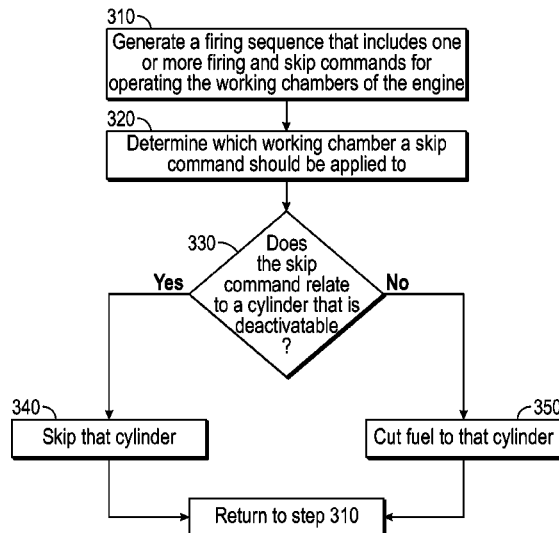 310
Generate a firing sequence that includes one
or more firing and skip commands for
operating the working chambers of the engine
320
Determine which working chamber a skip
command should be applied to
330
Does
the skip
command relate
to a cylinder that is
deactivatable
?
Yes
No
340
Skip that cylinder
350
Cut fuel to that cylinder
Return to step 310